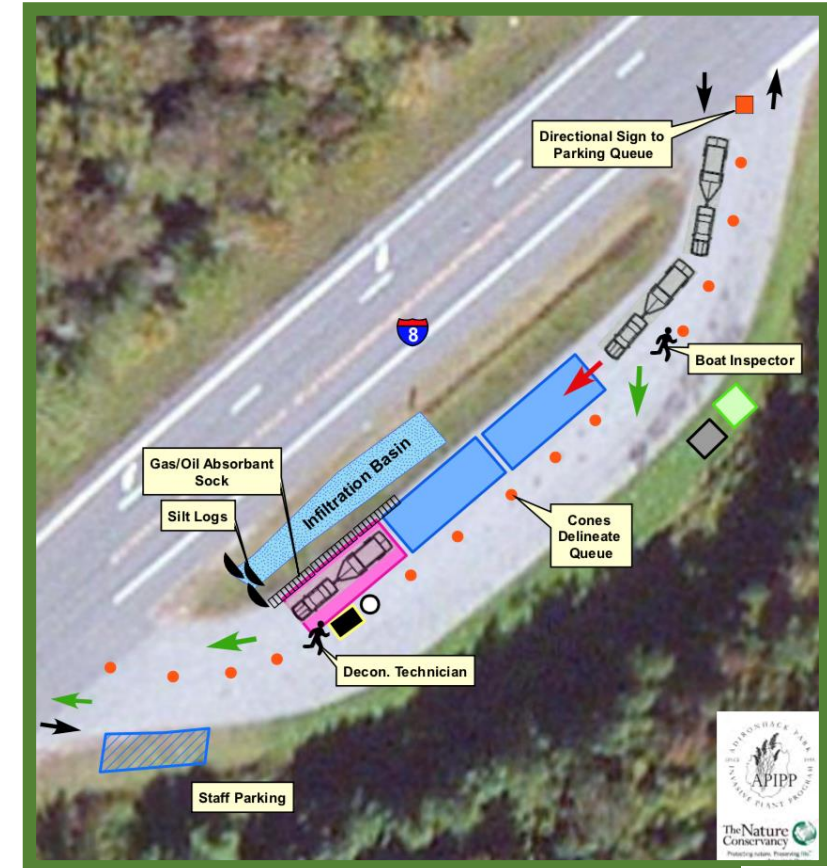 Directional Sign to
Parking Queue
8
Boat Inspector
Gas/Oil Absorbant
Sock
Infiltration Basin
Silt Logs
Cones
Delineate
Queue
Decon. Technician
Staff Parking
ADIRONDACK PARK
INVASIVE PLANT PROGRAM
APIPP
The Nature
Conservancy
Protecting nature. Preserving life.™